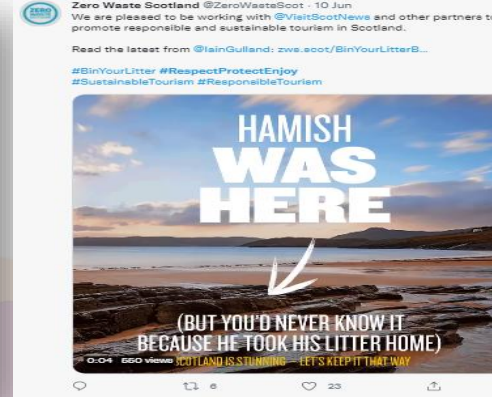 ZERO WASTE
Zero Waste Scotland @ZeroWasteScot · 10 Jun
We are pleased to be working with @VisitScotNews and other partners to
promote responsible and sustainable tourism in Scotland.
Read the latest from @IainGulland: zws.scot/BinYourLitterB...
#BinYourLitter #RespectProtectEnjoy
#SustainableTourism #ResponsibleTourism
HAMISH
WAS
HERE
(BUT YOU'D NEVER KNOW IT
BECAUSE HE TOOK HIS LITTER HOME)
0:04 550 views SCOTLAND IS STUNNING – LET'S KEEP IT THAT WAY
6 23